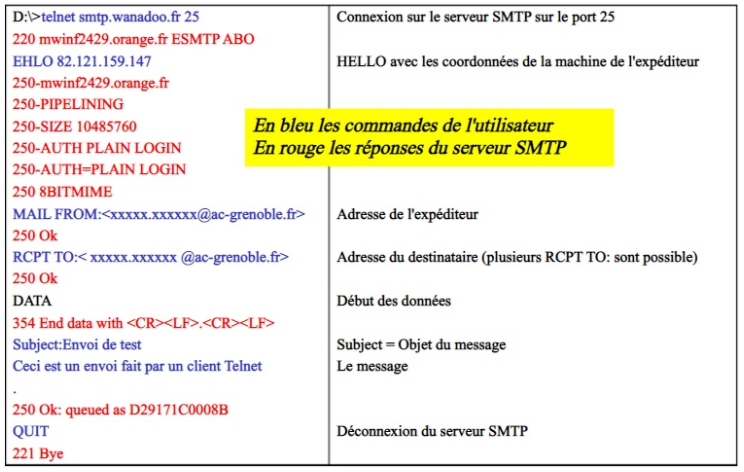 D:\>telnet smtp.wanadoo.fr 25 Connexion sur le serveur SMTP sur le port 25
220 mwinf2429.orange.fr ESMTP ABO
EHLO 82.121.159.147 HELLO avec les coordonnées de la machine de l'expéditeur
250-mwinf2429.orange.fr
250-PIPELINING
250-SIZE 10485760
250-AUTH PLAIN LOGIN
250-AUTH=PLAIN LOGIN
250 8BITMIME
En bleu les commandes de l'utilisateur
En rouge les réponses du serveur SMTP
MAIL FROM:<xxxxx.xxxxxx@ac-grenoble.fr> Adresse de l'expéditeur
250 Ok
RCPT TO:< xxxxx.xxxxxx @ac-grenoble.fr> Adresse du destinataire (plusieurs RCPT TO: sont possible)
250 Ok
DATA Début des données
354 End data with <CR><LF>.<CR><LF>
Subject:Envoi de test Subject = Objet du message
Ceci est un envoi fait par un client Telnet Le message
.
250 Ok: queued as D29171C0008B
QUIT Déconnexion du serveur SMTP
221 Bye